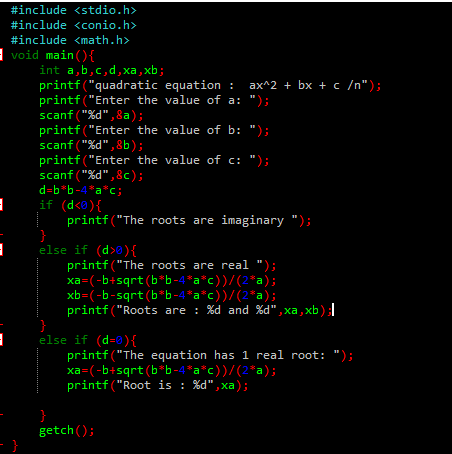 #include <stdio.h>
#include <conio.h>
#include <math.h>
void main(){
int a,b,c,d,xa,xb;
printf("quadratic equation :  ax^2 + bx + c /n");
printf("Enter the value of a: ");
scanf("%d",&a);
printf("Enter the value of b: ");
scanf("%d",&b);
printf("Enter the value of c: ");
scanf("%d",&c);
d=b*b-4*a*c;
if (d<0){
printf("The roots are imaginary ");
}
else if (d>0){
printf("The roots are real ");
xa=(-b+sqrt(b*b-4*a*c))/(2*a);
xb=(-b-sqrt(b*b-4*a*c))/(2*a);
printf("Roots are : %d and %d",xa,xb);
}
else if (d=0){
printf("The equation has 1 real root: ");
xa=(-b+sqrt(b*b-4*a*c))/(2*a);
printf("Root is : %d",xa);
}
getch();
}